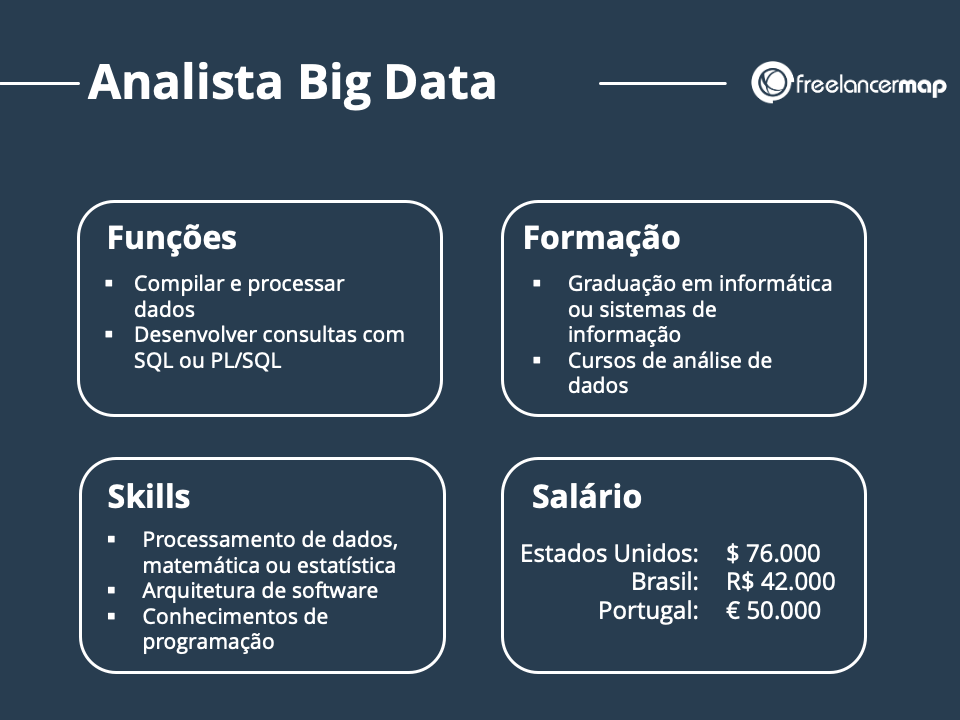 Analista Big Data
freelancermap
Funções
▪ Compilar e processar
dados
▪ Desenvolver consultas com
SQL ou PL/SQL
Formação
▪ Graduação em informática
ou sistemas de
informação
▪ Cursos de análise de
dados
Skills
▪ Processamento de dados,
matemática ou estatística
▪ Arquitetura de software
▪ Conhecimentos de
programação
Salário
Estados Unidos: $ 76.000
Brasil: R$ 42.000
Portugal: € 50.000